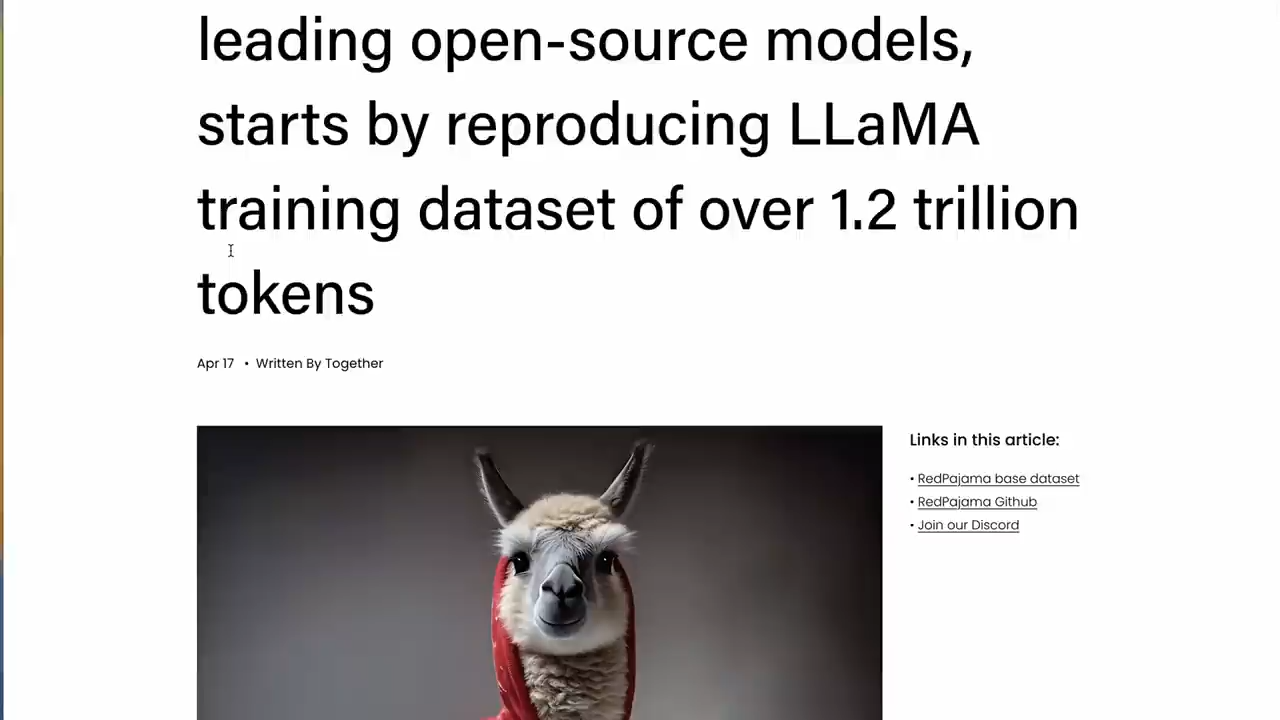 leading open-source models,
starts by reproducing LLaMA
training dataset of over 1.2 trillion
tokens
Apr 17 • Written By Together
Links in this article:
• RedPajama base dataset
• RedPajama Github
• Join our Discord